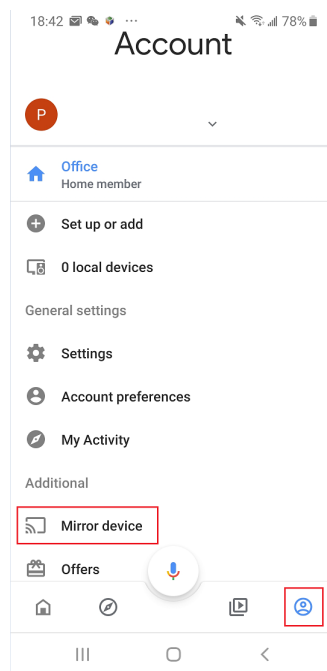 18:42
78%
Account
P
Office
Home member
Set up or add
0 local devices
General settings
Settings
Account preferences
My Activity
Additional
Mirror device
Offers